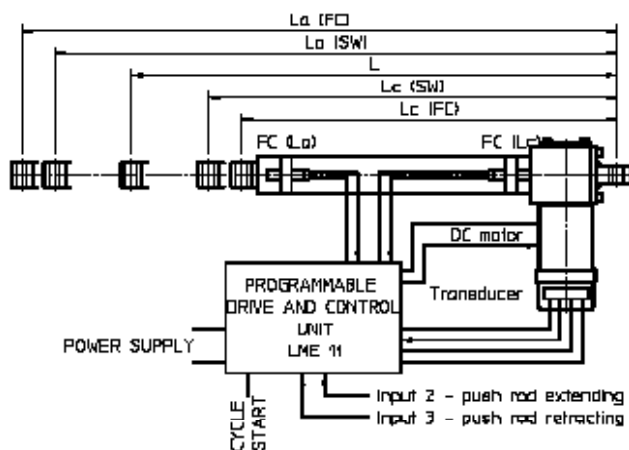 La (FC)
La (SW)
L
Lc (SW)
Lc (FC)
FC (La)
FC (Lc)
DC motor
PROGRAMMABLE
DRIVE AND CONTROL
UNIT
LME 11
Transducer
POWER SUPPLY
Input 2 - push rod extending
Input 3 - push rod retracting
CYCLE
START